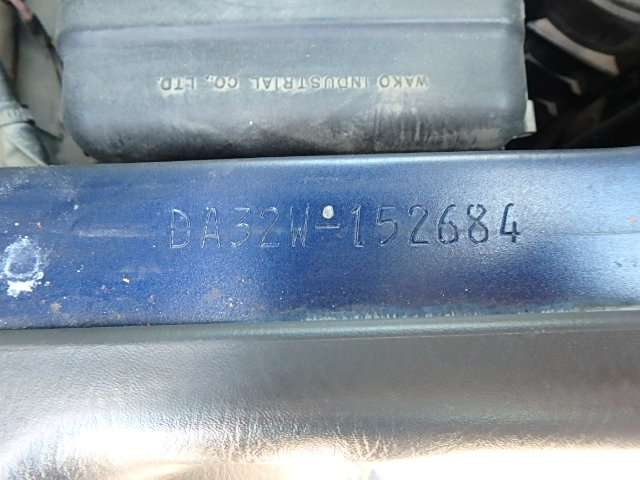 WAKO INDUSTRIAL CO., LTD.
DA32W-152684